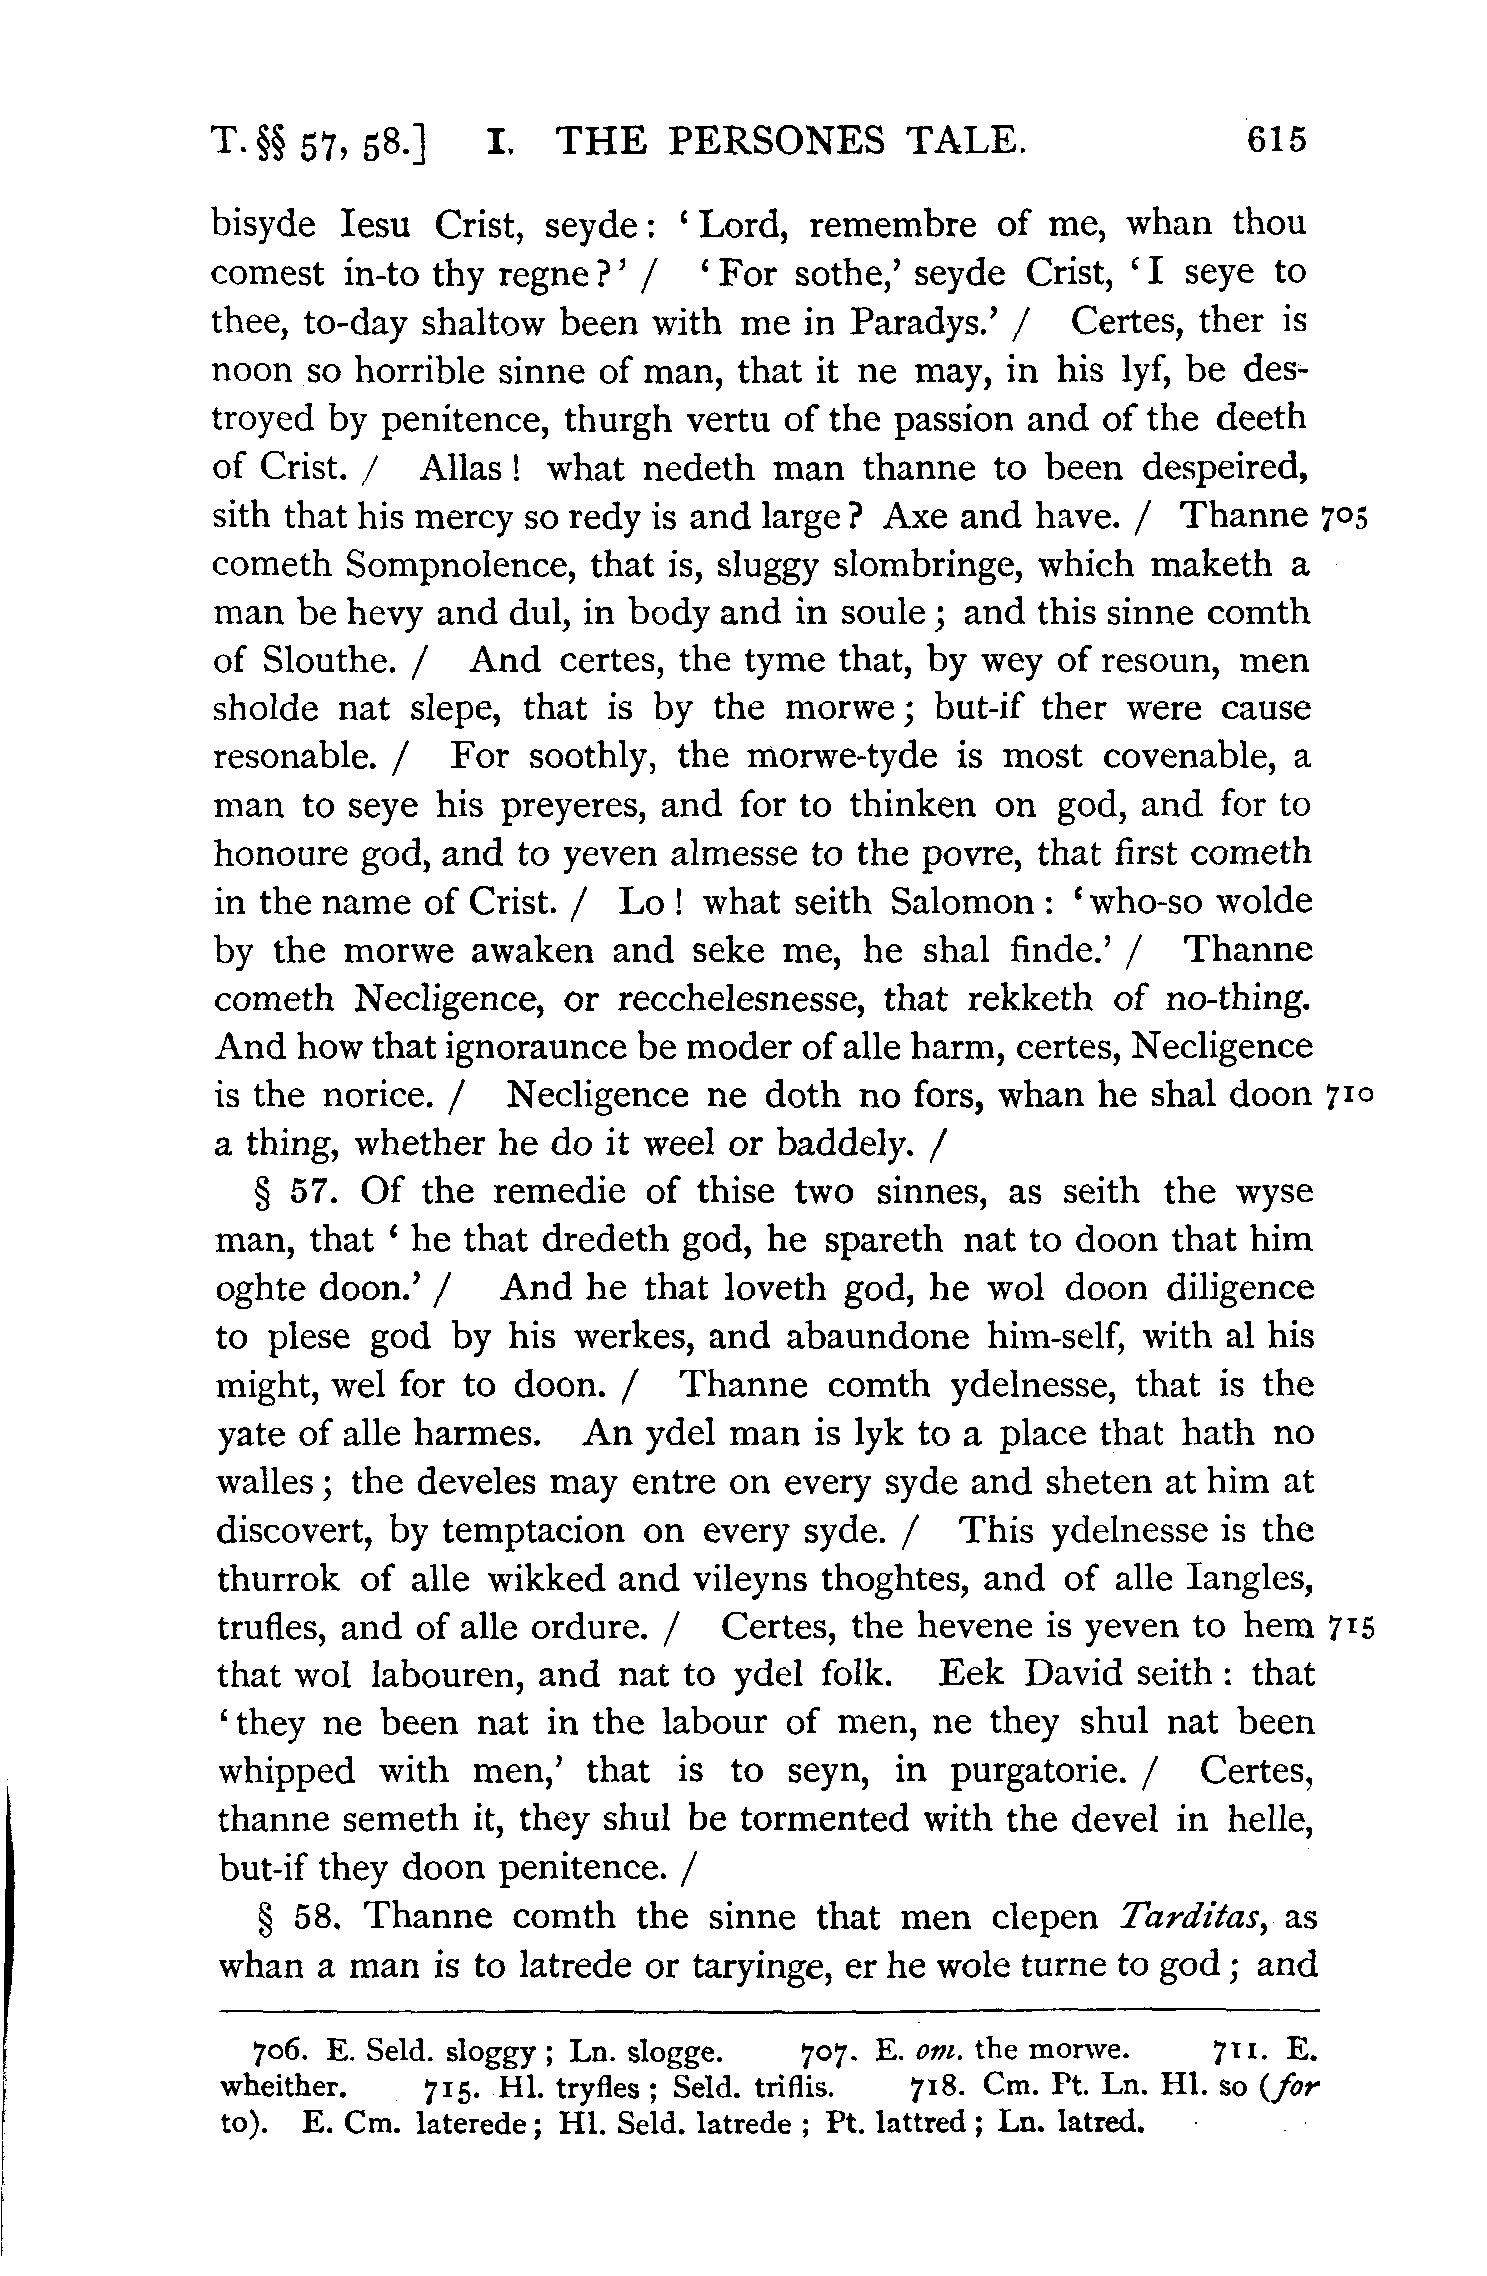 T. §§ 57, 58.] I. THE PERSONES TALE. 615
bisyde Iesu Crist, seyde: ‘Lord, remembre of me, whan thou
comest in-to thy regne?’ / ‘For sothe,’ seyde Crist, ‘I seye to
thee, to-day shaltow been with me in Paradys.’ / Certes, ther is
noon so horrible sinne of man, that it ne may, in his lyf, be des-
troyed by penitence, thurgh vertu of the passion and of the deeth
of Crist. / Allas! what nedeth man thanne to been despeired,
sith that his mercy so redy is and large? Axe and have. / Thanne 705
cometh Sompnolence, that is, sluggy slombringe, which maketh a
man be hevy and dul, in body and in soule; and this sinne comth
of Slouthe. / And certes, the tyme that, by wey of resoun, men
sholde nat slepe, that is by the morwe; but-if ther were cause
resonable. / For soothly, the morwe-tyde is most covenable, a
man to seye his preyeres, and for to thinken on god, and for to
honoure god, and to yeven almesse to the povre, that first cometh
in the name of Crist. / Lo! what seith Salomon: ‘who-so wolde
by the morwe awaken and seke me, he shal finde.’ / Thanne
cometh Necligence, or recchelesnesse, that rekketh of no-thing.
And how that ignoraunce be moder of alle harm, certes, Necligence
is the norice. / Necligence ne doth no fors, whan he shal doon 710
a thing, whether he do it weel or baddely. /
§ 57. Of the remedie of thise two sinnes, as seith the wyse
man, that ‘he that dredeth god, he spareth nat to doon that him
oghte doon.’ / And he that loveth god, he wol doon diligence
to plese god by his werkes, and abaundone him-self, with al his
might, wel for to doon. / Thanne comth ydelnesse, that is the
yate of alle harmes. An ydel man is lyk to a place that hath no
walles; the develes may entre on every syde and sheten at him at
discovert, by temptacion on every syde. / This ydelnesse is the
thurrok of alle wikked and vileyns thoghtes, and of alle Iangles,
trufles, and of alle ordure. / Certes, the hevene is yeven to hem 715
that wol labouren, and nat to ydel folk. Eek David seith: that
‘they ne been nat in the labour of men, ne they shul nat been
whipped with men,’ that is to seyn, in purgatorie. / Certes,
thanne semeth it, they shul be tormented with the devel in helle,
but-if they doon penitence. /
§ 58. Thanne comth the sinne that men clepen Tarditas, as
whan a man is to latrede or taryinge, er he wole turne to god; and
706. E. Seld. sloggy; Ln. slogge. 707. E. om. the morwe. 711. E.
wheither. 715. Hl. tryfles; Seld. triflis. 718. Cm. Pt. Ln. Hl. so (for
to). E. Cm. laterede; Hl. Seld. latrede; Pt. lattred; Ln. latred.